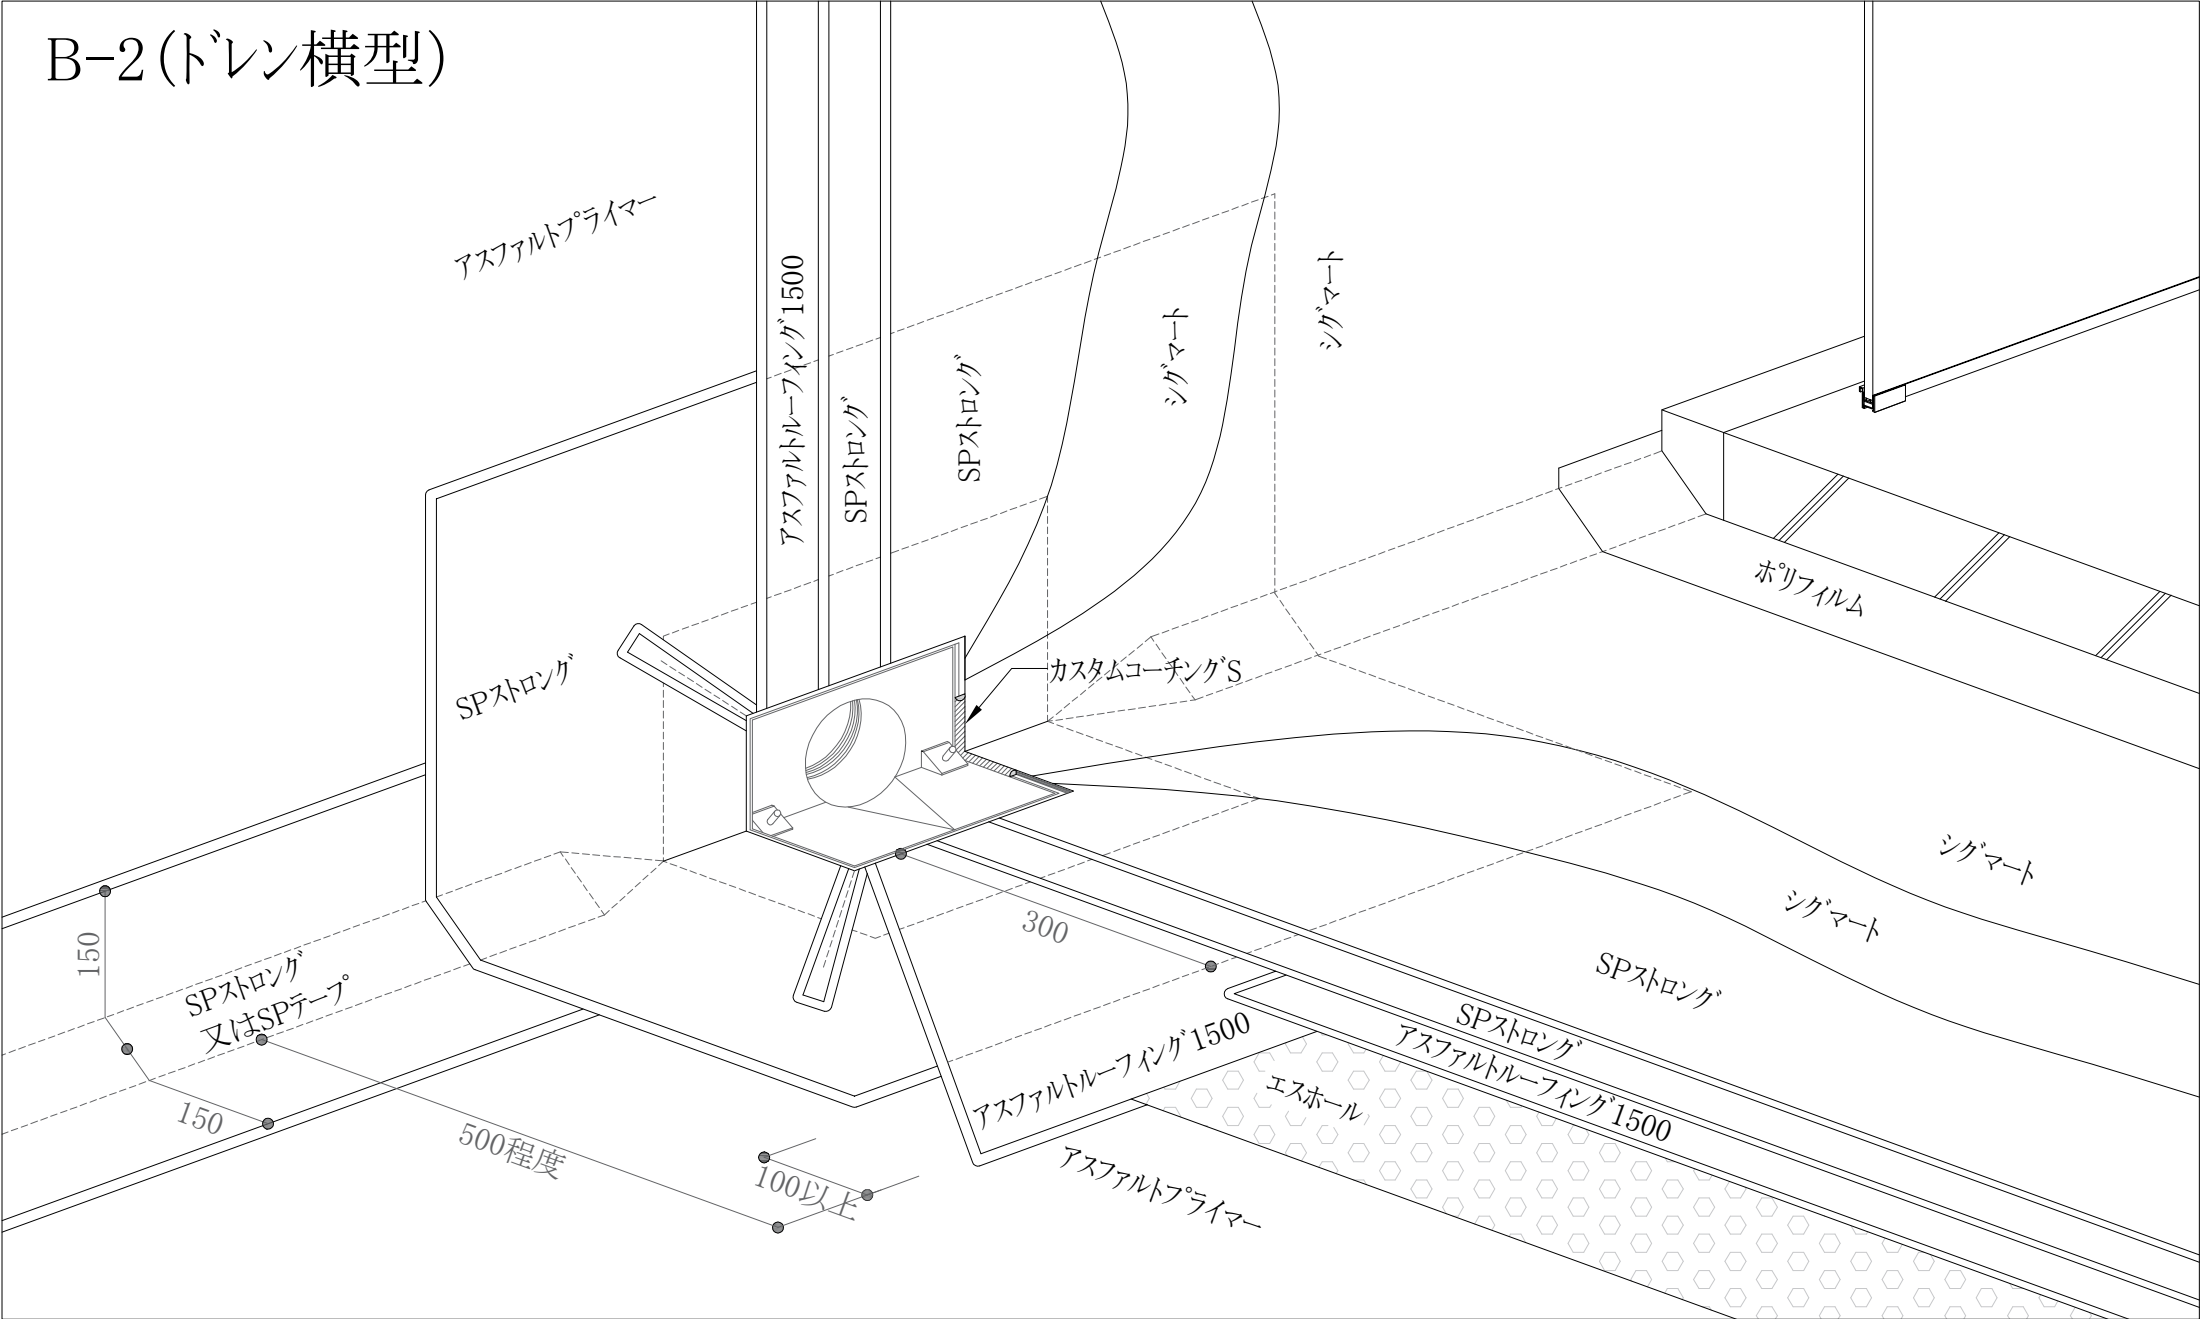 B-2(ドレン横型)
アスファルトプライマー
アスファルトルーフィング1500
SPストロング
SPストロング
シグマート
シグマート
ポリフィルム
SPストロング
カスタムコーチングS
シグマート
シグマート
SPストロング
SPストロング
アスファルトルーフィング1500
300
150
SPストロング
又はSPテープ
150
500程度
100以上
アスファルトルーフィング1500
エスホール
アスファルトプライマー